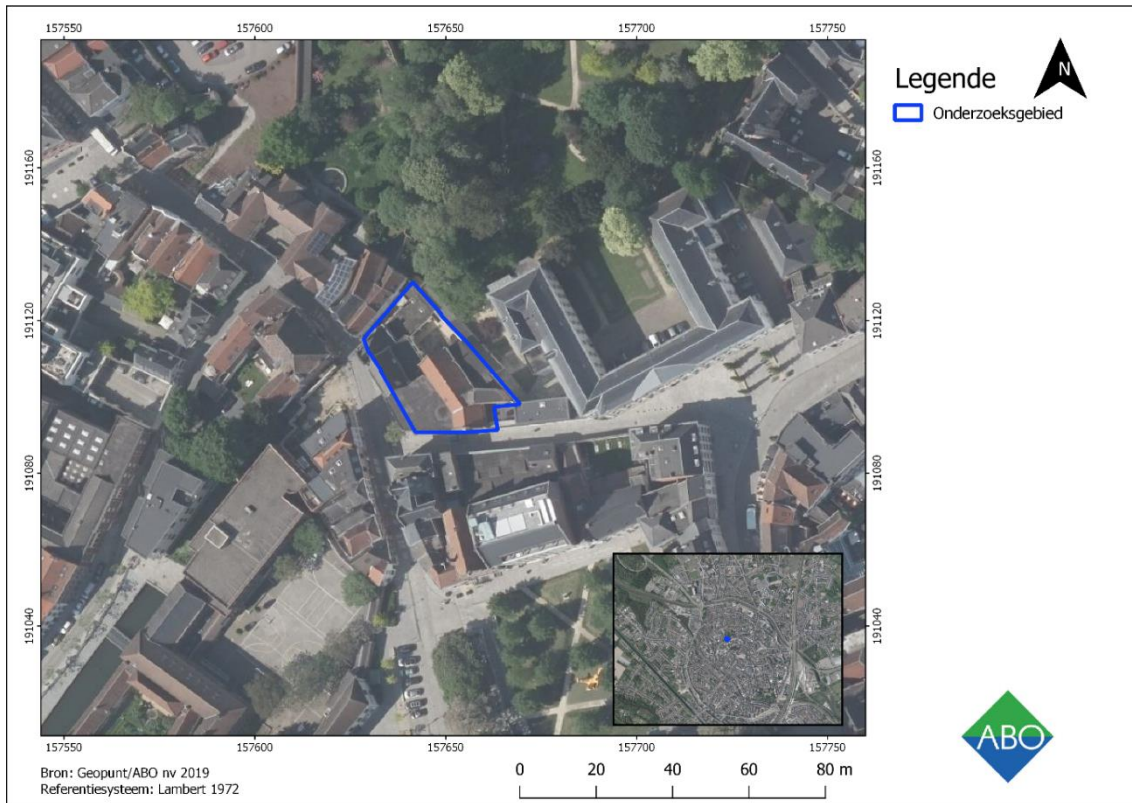 157550 157600 157650 157700 157750
Legende
N
Onderzoeksgebied
191160 191160
191120 191120
191080 191080
191040 191040
157550 157600 157650 157700 157750
Bron: Geopunt/ABO nv 2019
Referentiesysteem: Lambert 1972
0 20 40 60 80 m
ABO